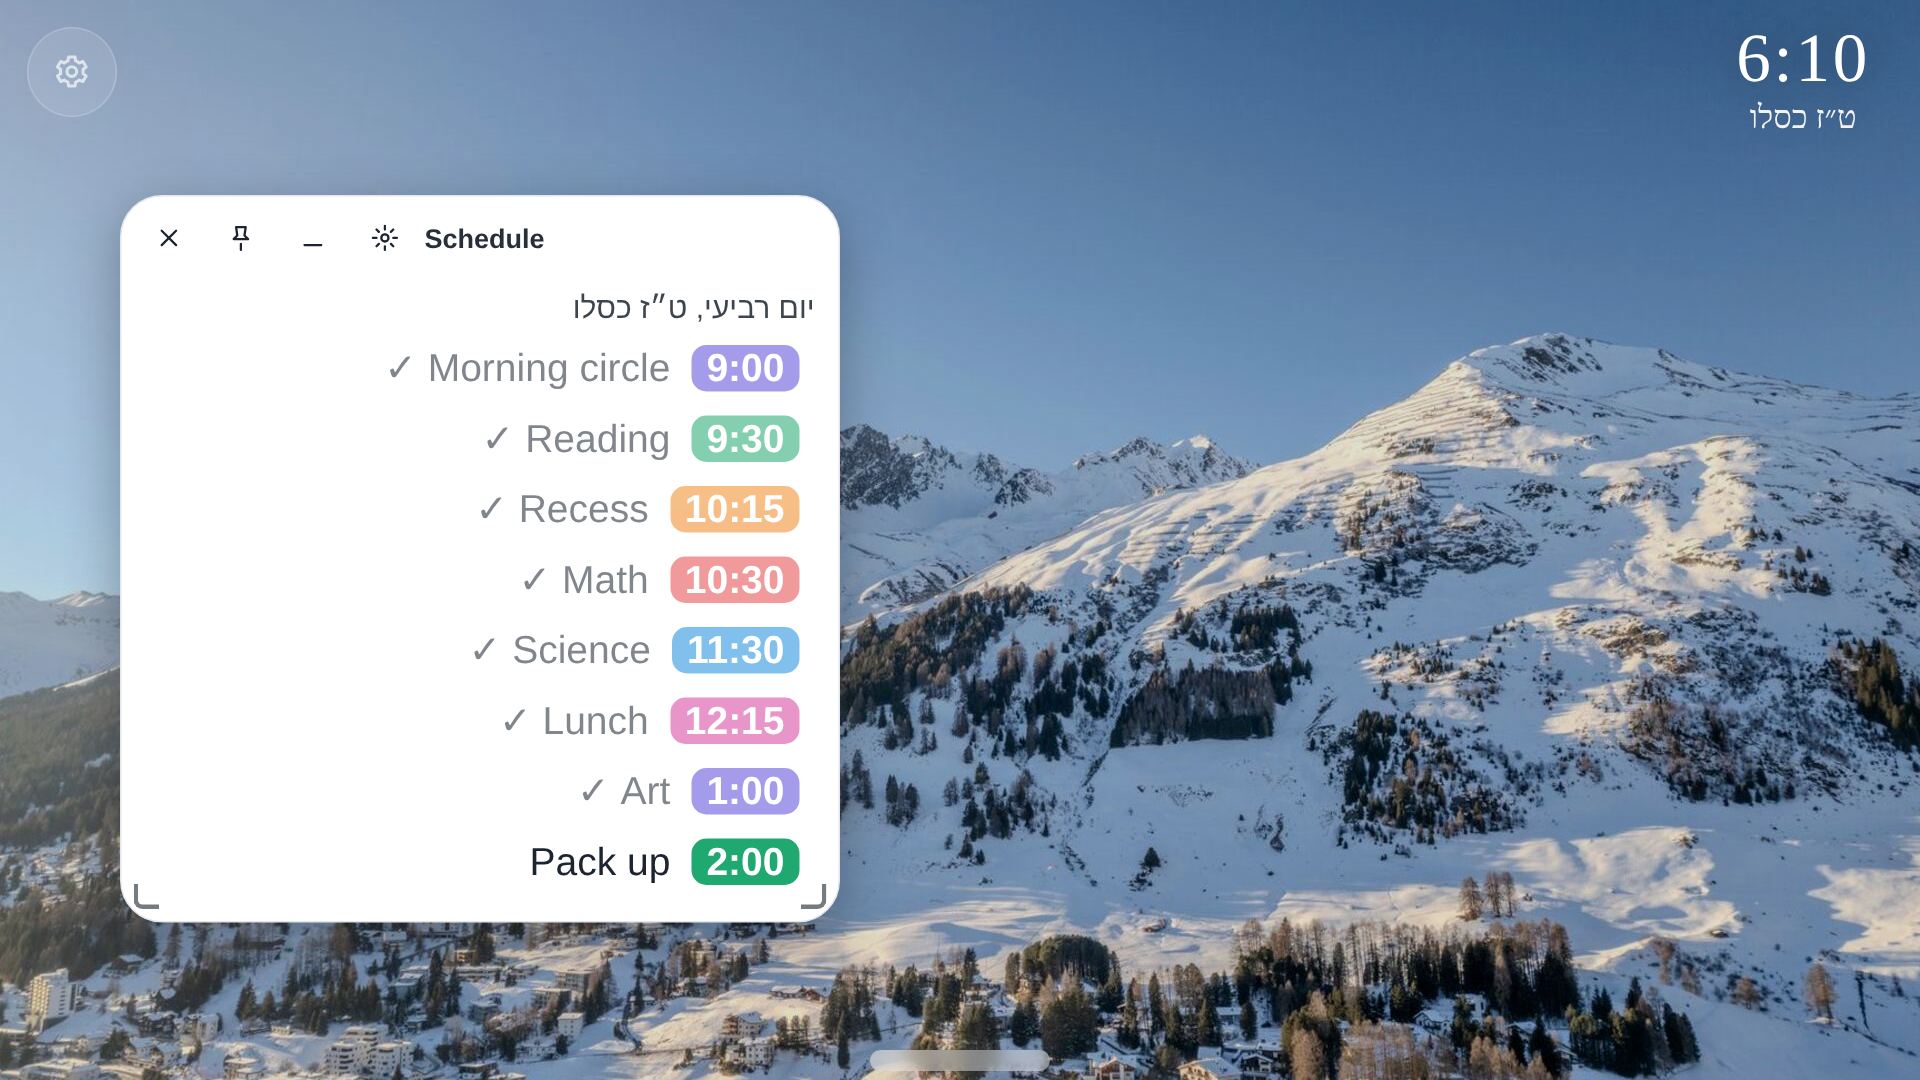 6:10
ט״ז כסלו
Schedule
יום רביעי, ט״ז כסלו
✓ Morning circle 9:00
✓ Reading 9:30
✓ Recess 10:15
✓ Math 10:30
✓ Science 11:30
✓ Lunch 12:15
✓ Art 1:00
Pack up 2:00